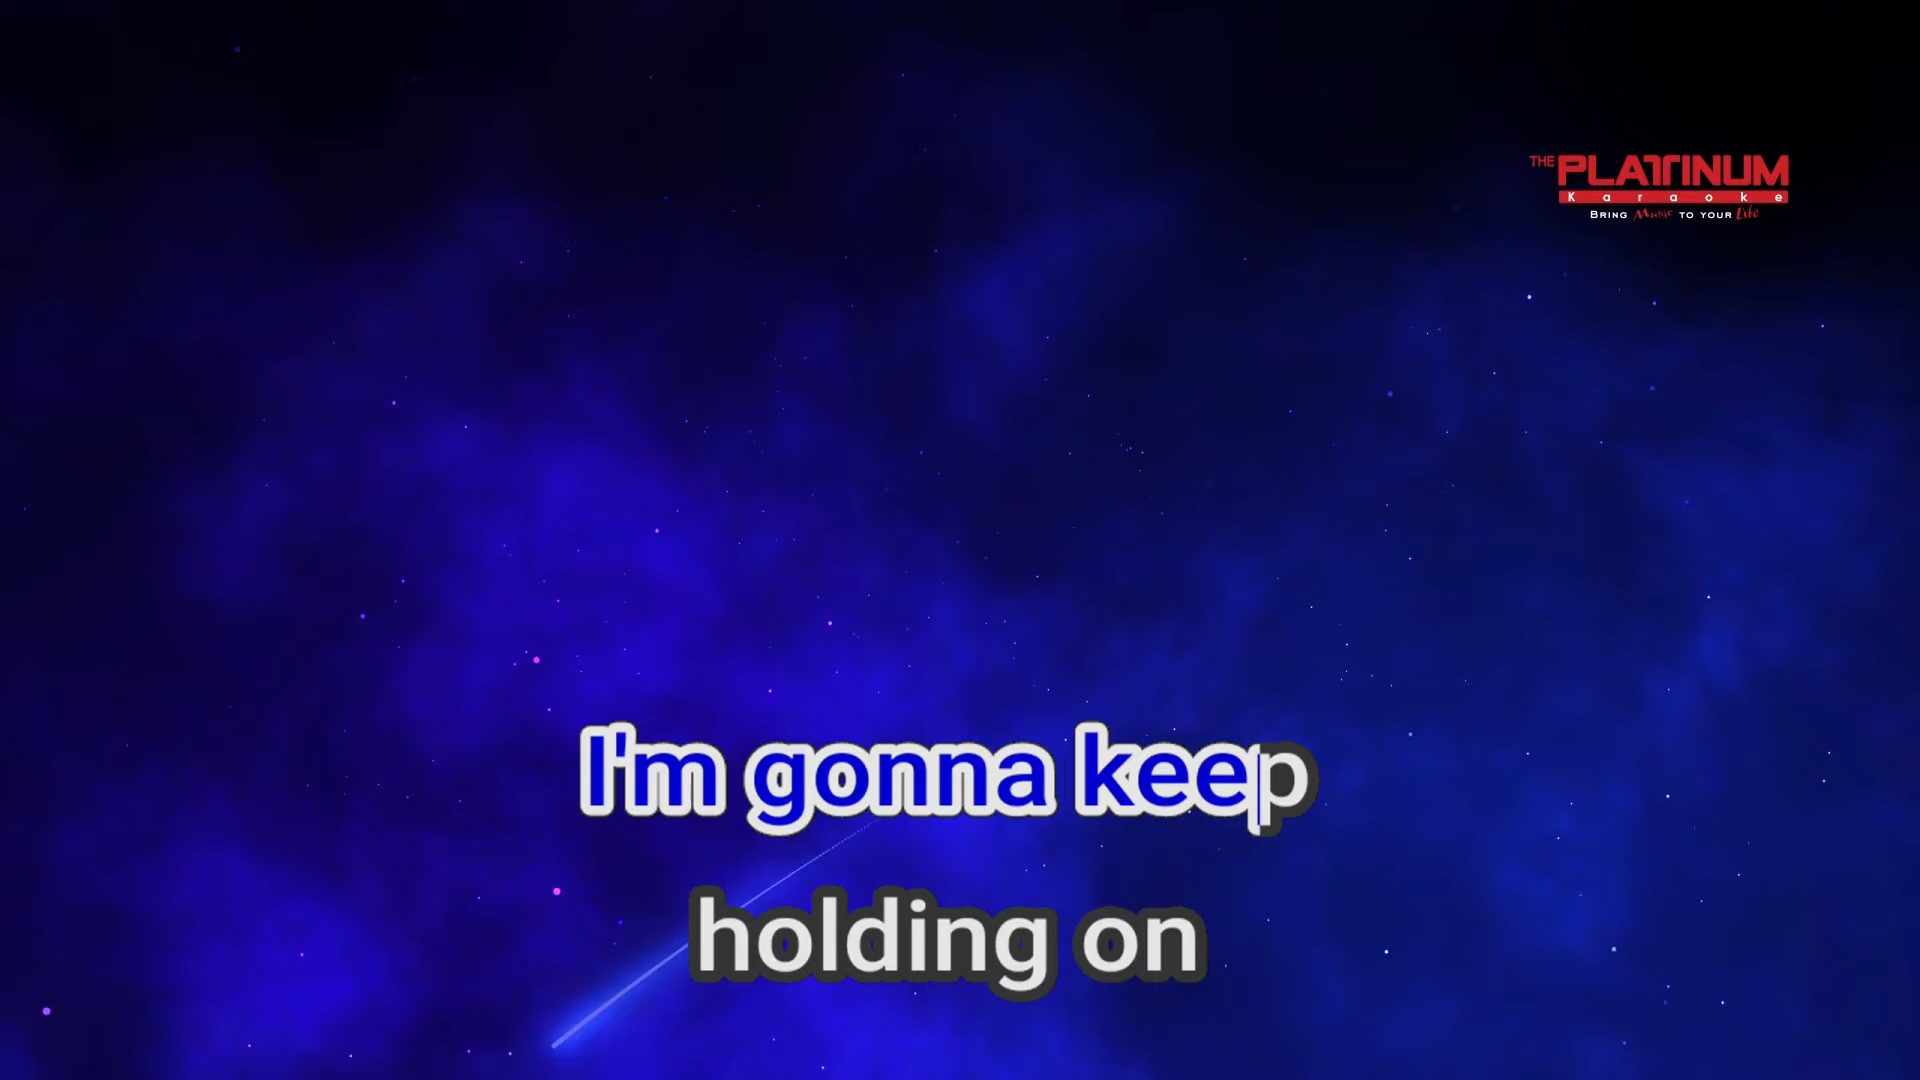 THE PLATINUM
Karaoke
BRING Music TO YOUR Life
I'm gonna keep
holding on